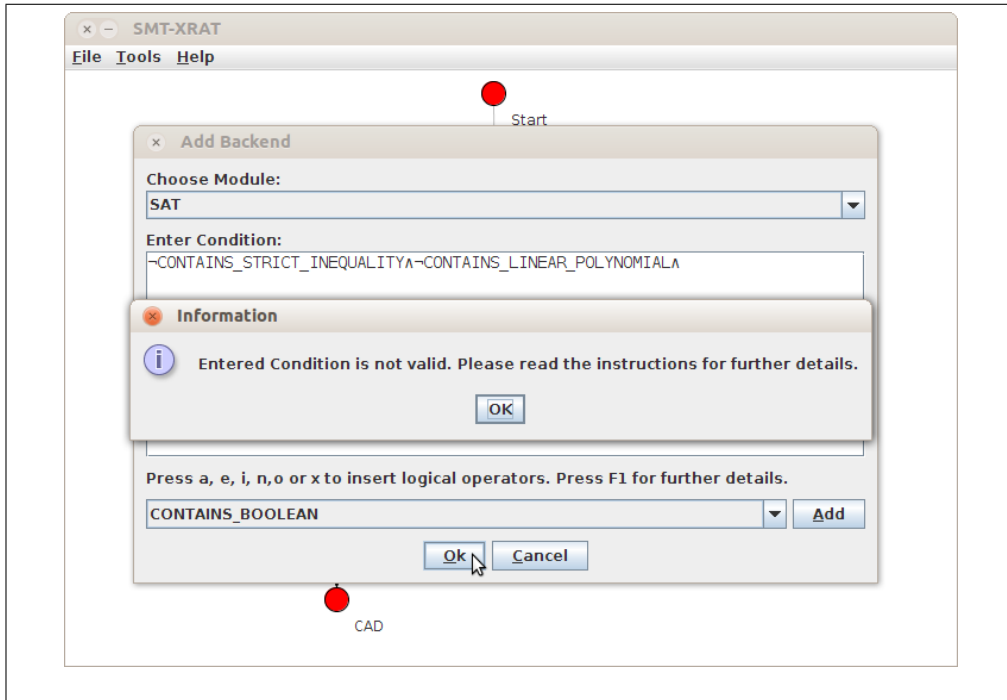 SMT-XRAT
File Tools Help
Start
Add Backend
Choose Module:
SAT
Enter Condition:
¬CONTAINS_STRICT_INEQUALITY∧¬CONTAINS_LINEAR_POLYNOMIAL∧
Information
Entered Condition is not valid. Please read the instructions for further details.
OK
Press a, e, i, n,o or x to insert logical operators. Press F1 for further details.
CONTAINS_BOOLEAN
Add
Ok Cancel
CAD